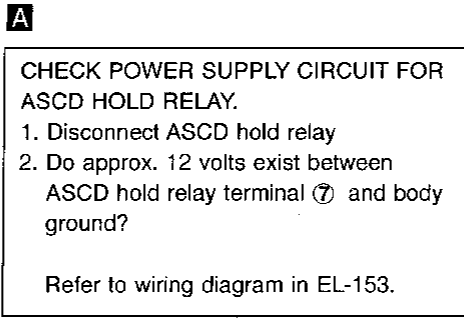 A
CHECK POWER SUPPLY CIRCUIT FOR
ASCD HOLD RELAY.
1. Disconnect ASCD hold relay
2. Do approx. 12 volts exist between
ASCD hold relay terminal ⑦ and body
ground?
Refer to wiring diagram in EL-153.